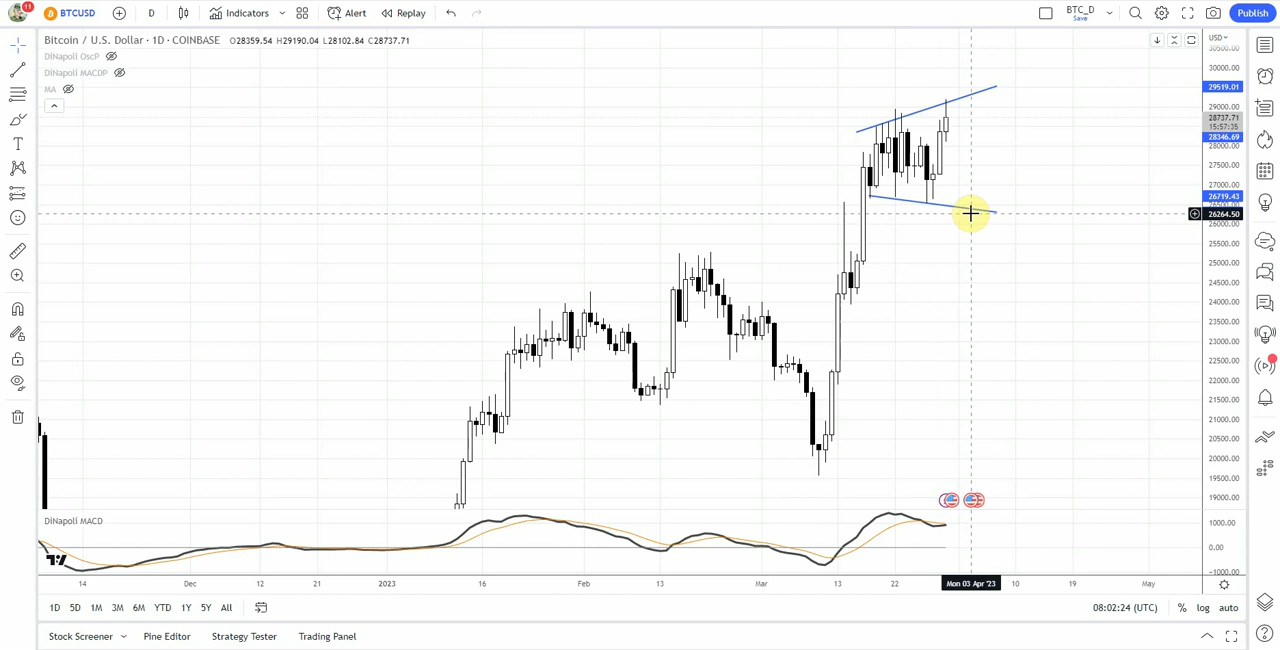 11
BTCUSD
D
Indicators
Alert
Replay
BTC_D
Save
Publish
Bitcoin / U.S. Dollar · 1D · COINBASE O28359.54 H29190.04 L28102.84 C28737.71
DiNapoli OscP
DiNapoli MACDP
MA
USD
30500.00
30000.00
29519.01
29000.00
28737.71
15:57:35
28346.69
28000.00
27500.00
27000.00
26719.43
26264.50
26000.00
25500.00
25000.00
24500.00
24000.00
23500.00
23000.00
22500.00
22000.00
21500.00
21000.00
20500.00
20000.00
19500.00
19000.00
DiNapoli MACD
1000.00
0.00
−1000.00
14 Dec 12 21 2023 16 Feb 13 Mar 13 22 Mon 03 Apr '23 10 19 May
1D 5D 1M 3M 6M YTD 1Y 5Y All
08:02:24 (UTC) % log auto
Stock Screener Pine Editor Strategy Tester Trading Panel